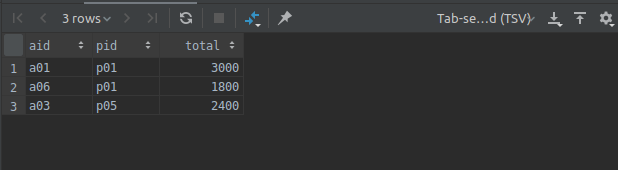 3 rows Tab-se...d (TSV)
aid pid total
1 a01 p01 3000
2 a06 p01 1800
3 a03 p05 2400